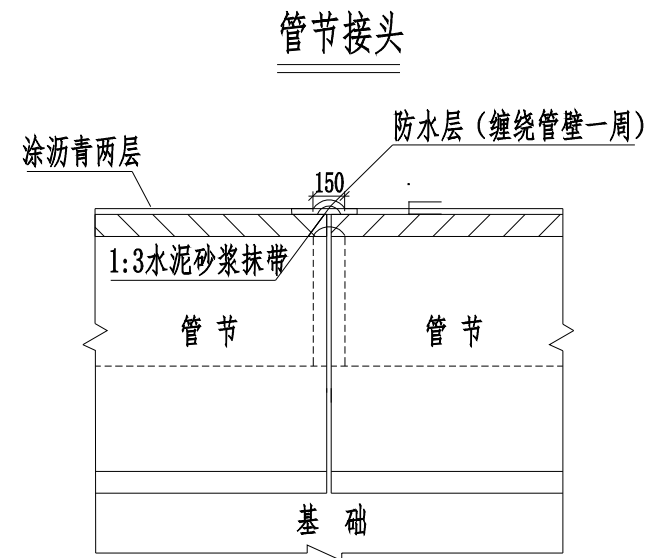 管节接头
防水层（缠绕管壁一周）
涂沥青两层
150
1:3水泥砂浆抹带
管 节
管 节
基 础